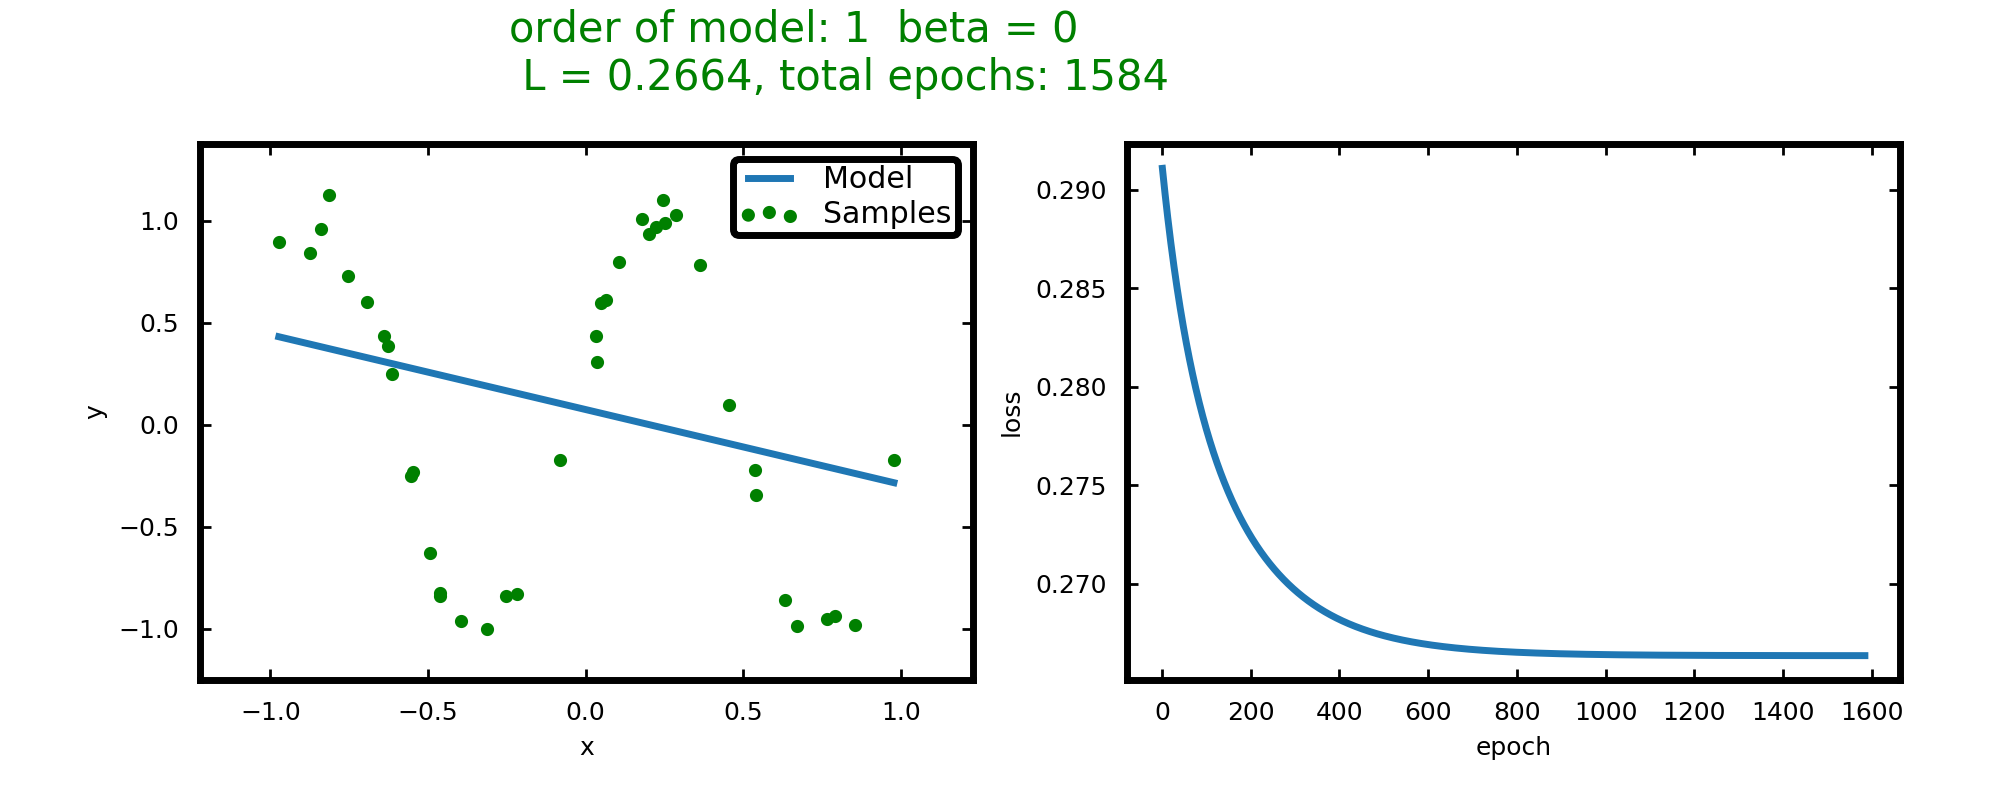 order of model: 1  beta = 0
L = 0.2664, total epochs: 1584
Model
Samples
1.0
0.5
0.0
−0.5
−1.0
y
−1.0 −0.5 0.0 0.5 1.0
x
0.290
0.285
0.280
0.275
0.270
loss
0 200 400 600 800 1000 1200 1400 1600
epoch